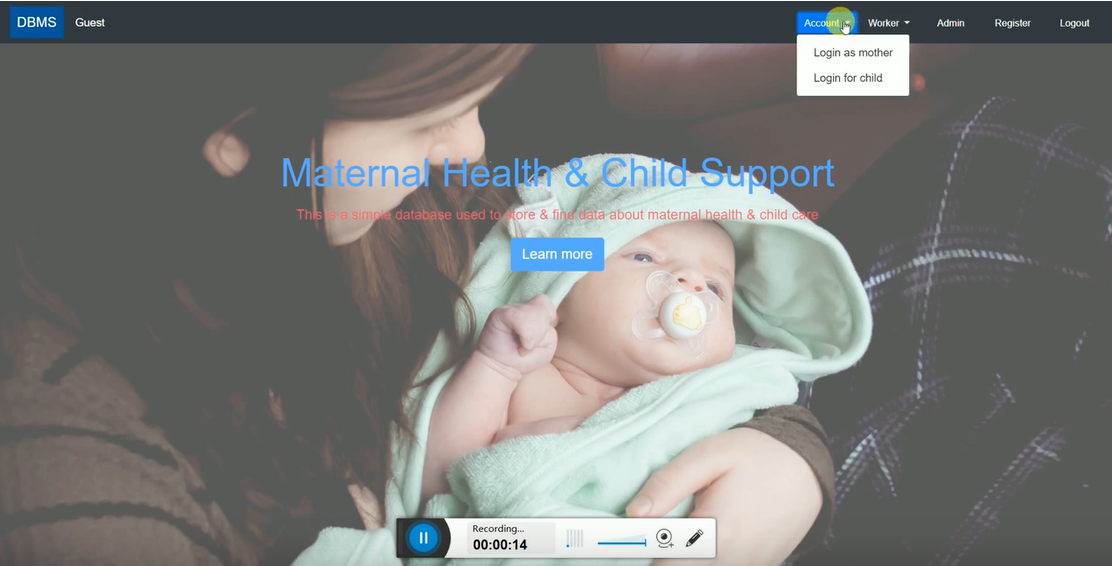 DBMS Guest Account Worker Admin Register Logout
Login as mother
Login for child
Maternal Health & Child Support
This is a simple database used to store & find data about maternal health & child care
Learn more
Recording...
00:00:14